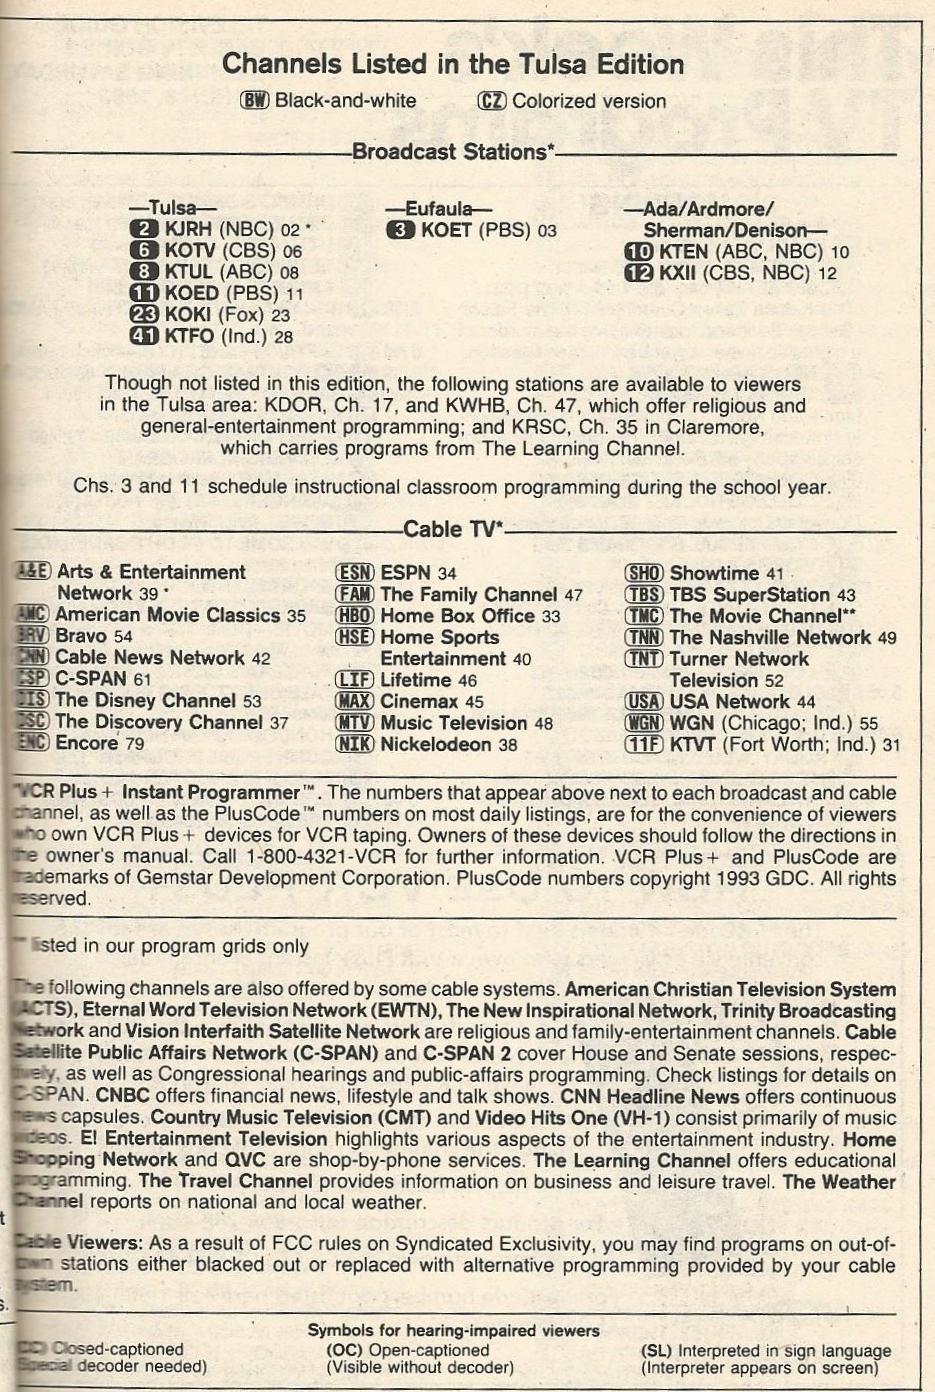 Channels Listed in the Tulsa Edition
BW Black-and-white CZ Colorized version
Broadcast Stations*
—Tulsa—
2 KJRH (NBC) 02
6 KOTV (CBS) 06
8 KTUL (ABC) 08
11 KOED (PBS) 11
23 KOKI (Fox) 23
41 KTFO (Ind.) 28
—Eufaula—
3 KOET (PBS) 03
—Ada/Ardmore/
Sherman/Denison—
10 KTEN (ABC, NBC) 10
12 KXII (CBS, NBC) 12
Though not listed in this edition, the following stations are available to viewers
in the Tulsa area: KDOR, Ch. 17, and KWHB, Ch. 47, which offer religious and
general-entertainment programming; and KRSC, Ch. 35 in Claremore,
which carries programs from The Learning Channel.
Chs. 3 and 11 schedule instructional classroom programming during the school year.
Cable TV*
A&E Arts & Entertainment
Network 39
AMC American Movie Classics 35
BRV Bravo 54
CNN Cable News Network 42
CSP C-SPAN 61
DIS The Disney Channel 53
DSC The Discovery Channel 37
ENC Encore 79
ESN ESPN 34
FAM The Family Channel 47
HBO Home Box Office 33
HSE Home Sports
Entertainment 40
LIF Lifetime 46
MAX Cinemax 45
MTV Music Television 48
NIK Nickelodeon 38
SHO Showtime 41
TBS TBS SuperStation 43
TMC The Movie Channel**
TNN The Nashville Network 49
TNT Turner Network
Television 52
USA USA Network 44
WGN WGN (Chicago; Ind.) 55
11F KTVT (Fort Worth; Ind.) 31
*VCR Plus+ Instant Programmer™. The numbers that appear above next to each broadcast and cable
channel, as well as the PlusCode™ numbers on most daily listings, are for the convenience of viewers
who own VCR Plus+ devices for VCR taping. Owners of these devices should follow the directions in
the owner's manual. Call 1-800-4321-VCR for further information. VCR Plus+ and PlusCode are
trademarks of Gemstar Development Corporation. PlusCode numbers copyright 1993 GDC. All rights
reserved.
** listed in our program grids only
The following channels are also offered by some cable systems. American Christian Television System
(ACTS), Eternal Word Television Network (EWTN), The New Inspirational Network, Trinity Broadcasting
Network and Vision Interfaith Satellite Network are religious and family-entertainment channels. Cable
Satellite Public Affairs Network (C-SPAN) and C-SPAN 2 cover House and Senate sessions, respec-
tively, as well as Congressional hearings and public-affairs programming. Check listings for details on
C-SPAN. CNBC offers financial news, lifestyle and talk shows. CNN Headline News offers continuous
news capsules. Country Music Television (CMT) and Video Hits One (VH-1) consist primarily of music
videos. E! Entertainment Television highlights various aspects of the entertainment industry. Home
Shopping Network and QVC are shop-by-phone services. The Learning Channel offers educational
programming. The Travel Channel provides information on business and leisure travel. The Weather
Channel reports on national and local weather.
Cable Viewers: As a result of FCC rules on Syndicated Exclusivity, you may find programs on out-of-
town stations either blacked out or replaced with alternative programming provided by your cable
system.
Symbols for hearing-impaired viewers
Closed-captioned
(Special decoder needed)
(OC) Open-captioned
(Visible without decoder)
(SL) Interpreted in sign language
(Interpreter appears on screen)